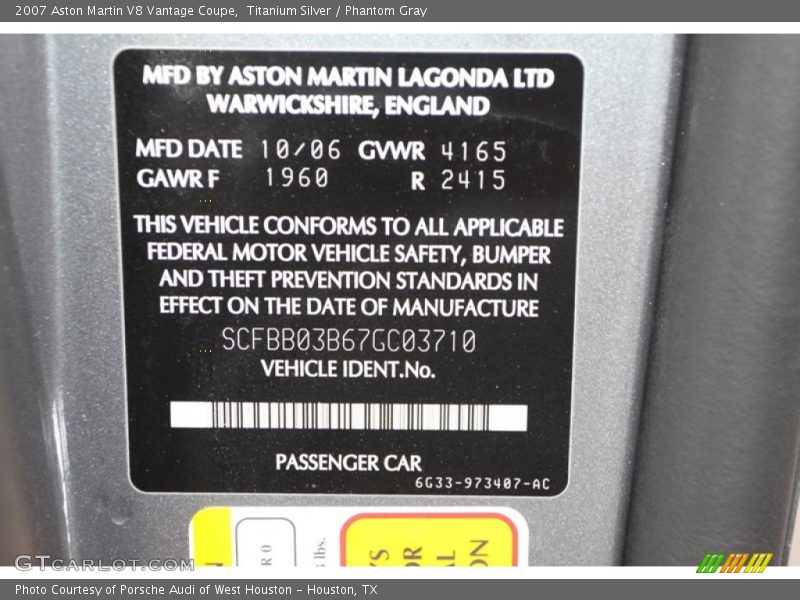 2007 Aston Martin V8 Vantage Coupe, Titanium Silver / Phantom Gray
MFD BY ASTON MARTIN LAGONDA LTD
WARWICKSHIRE, ENGLAND
MFD DATE 10/06 GVWR 4165
GAWR F 1960 R 2415
THIS VEHICLE CONFORMS TO ALL APPLICABLE
FEDERAL MOTOR VEHICLE SAFETY, BUMPER
AND THEFT PREVENTION STANDARDS IN
EFFECT ON THE DATE OF MANUFACTURE
SCFBB03B67GC03710
VEHICLE IDENT.No.
PASSENGER CAR
6G33-973407-AC
lbs.
GTCarLot.com
Photo Courtesy of Porsche Audi of West Houston - Houston, TX